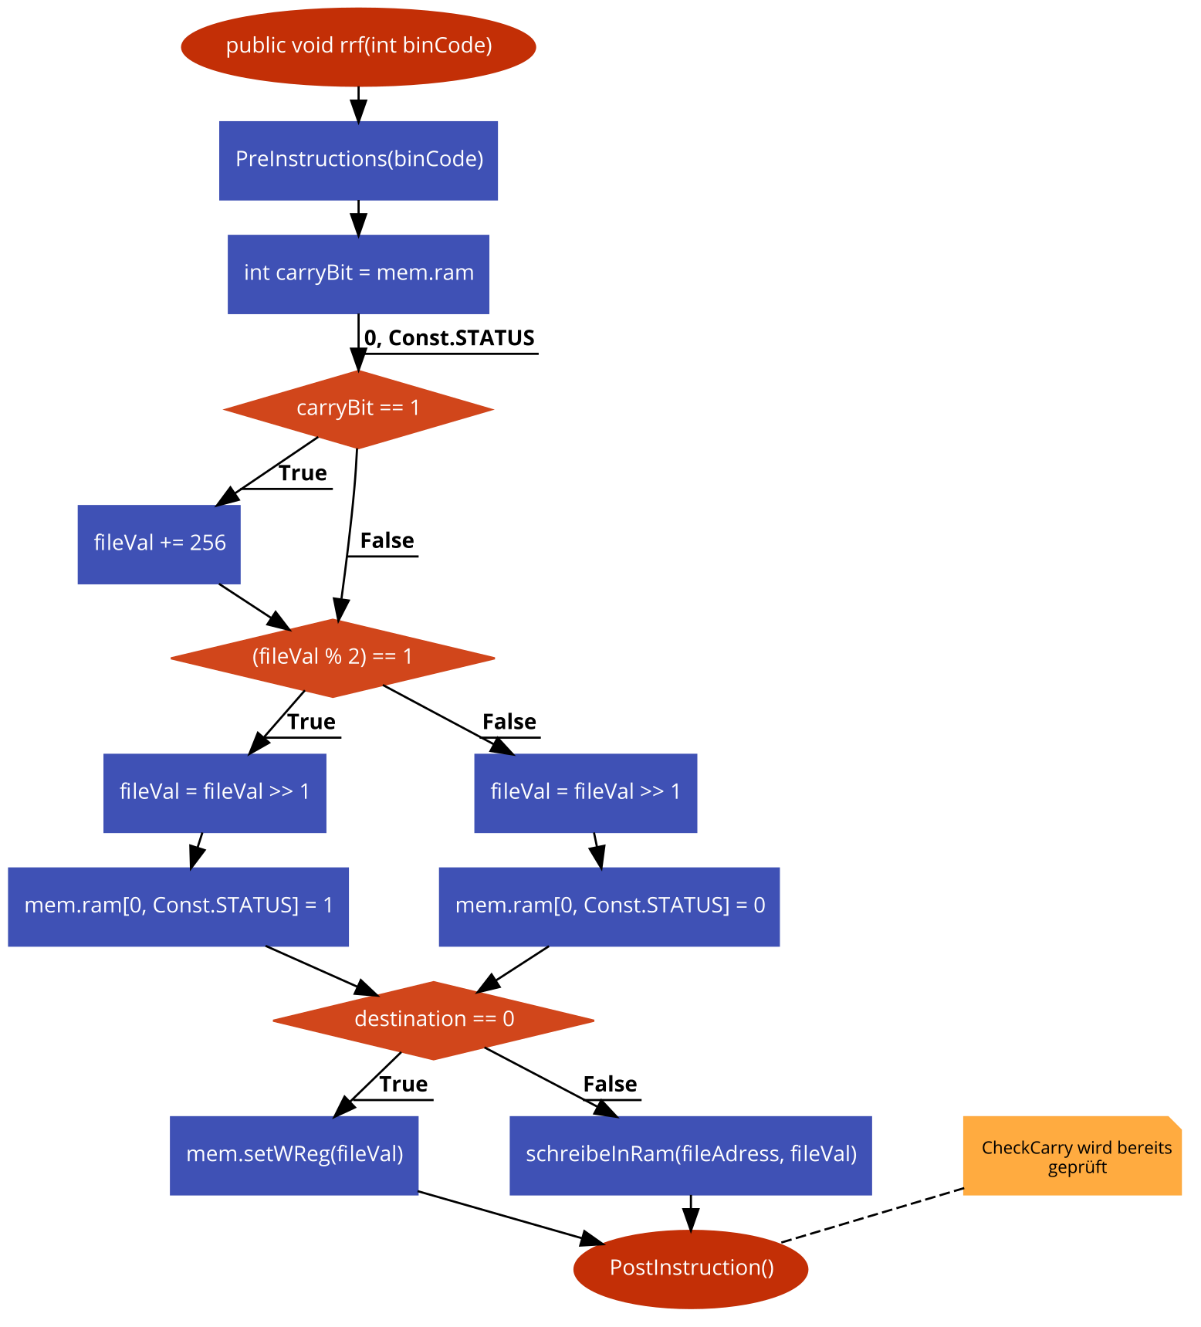 public void rrf(int binCode)
PreInstructions(binCode)
int carryBit = mem.ram
0, Const.STATUS
carryBit == 1
True
fileVal += 256
False
(fileVal % 2) == 1
True
False
fileVal = fileVal >> 1
fileVal = fileVal >> 1
mem.ram[0, Const.STATUS] = 1
mem.ram[0, Const.STATUS] = 0
destination == 0
True
False
mem.setWReg(fileVal)
schreibeInRam(fileAdress, fileVal)
CheckCarry wird bereits
geprüft
PostInstruction()